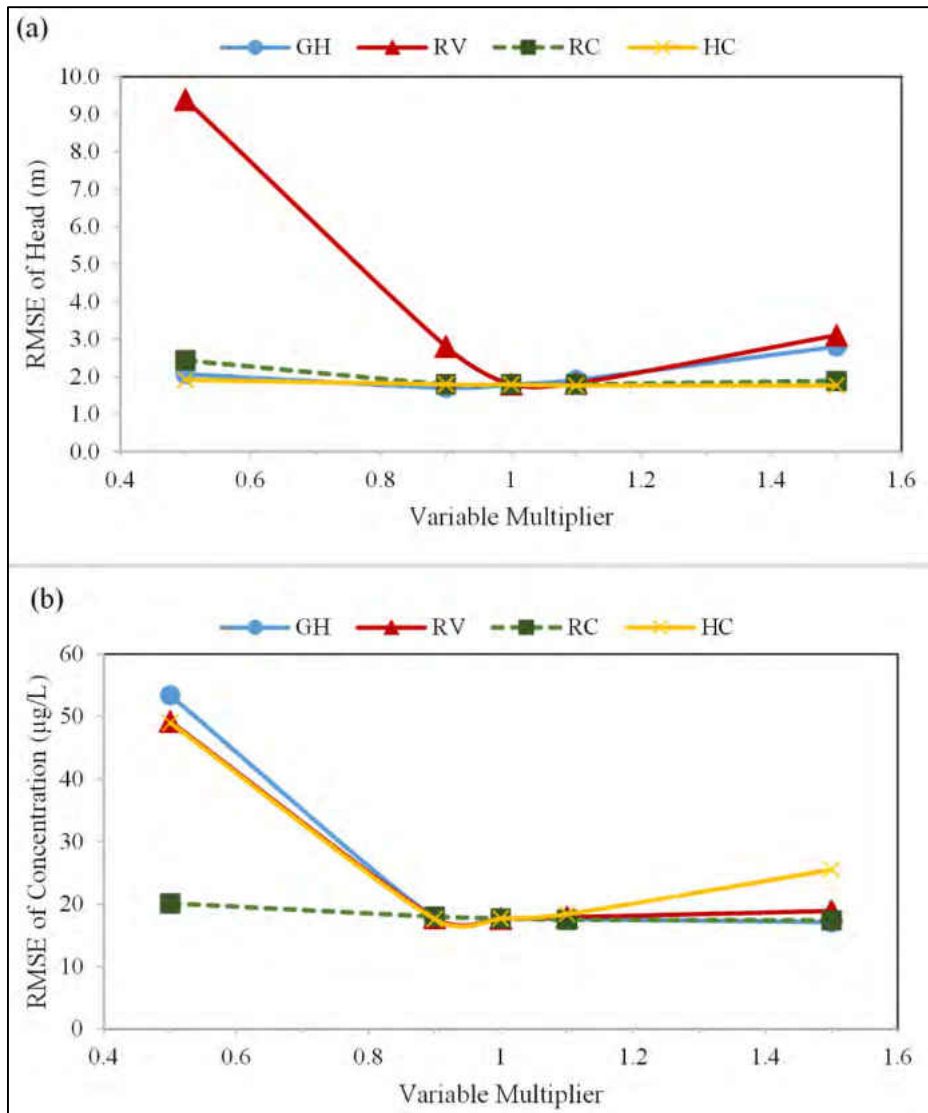 (a)
GH RV RC HC
10.0
9.0
8.0
7.0
6.0
5.0
4.0
3.0
2.0
1.0
0.0
RMSE of Head (m)
0.4 0.6 0.8 1 1.2 1.4 1.6
Variable Multiplier
(b)
GH RV RC HC
60
50
40
30
20
10
0
RMSE of Concentration (µg/L)
0.4 0.6 0.8 1 1.2 1.4 1.6
Variable Multiplier